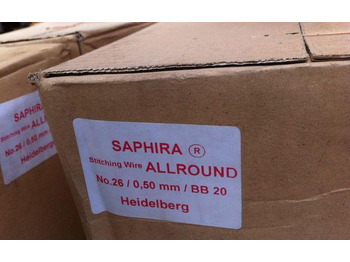 SAPHIRA ®
Stitching Wire ALLROUND
No.26 / 0,50 mm / BB 20
Heidelberg